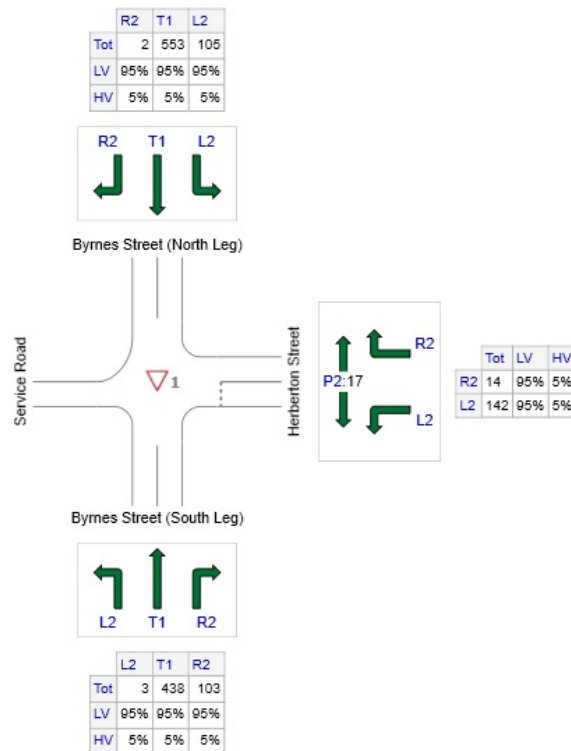 R2 T1 L2
Tot 2 553 105
LV 95% 95% 95%
HV 5% 5% 5%
R2 T1 L2
Byrnes Street (North Leg)
Service Road
1
Herberton Street
R2
P2:17
L2
Tot LV HV
R2 14 95% 5%
L2 142 95% 5%
Byrnes Street (South Leg)
L2 T1 R2
L2 T1 R2
Tot 3 438 103
LV 95% 95% 95%
HV 5% 5% 5%